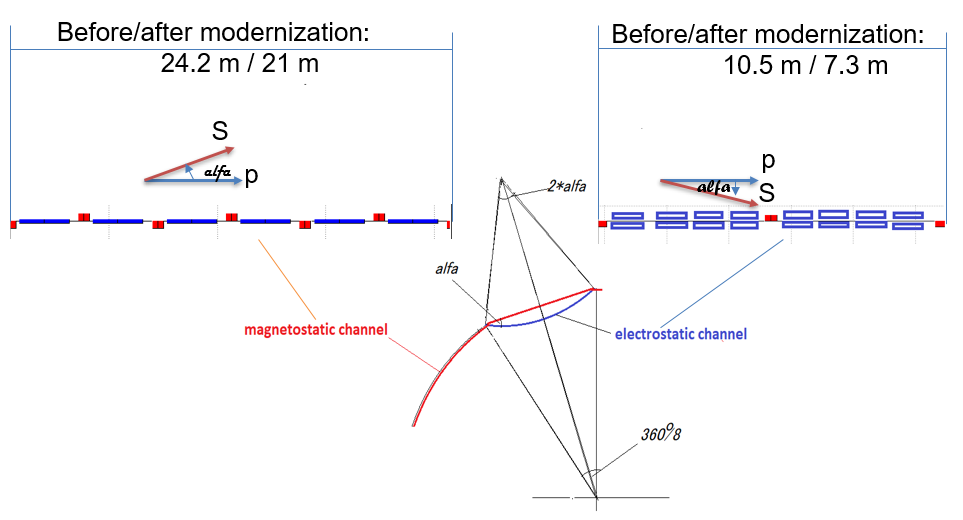 Before/after modernization:
24.2 m / 21 m
Before/after modernization:
10.5 m / 7.3 m
S
alfa
p
p
alfa
S
2*alfa
alfa
magnetostatic channel
electrostatic channel
360º/8